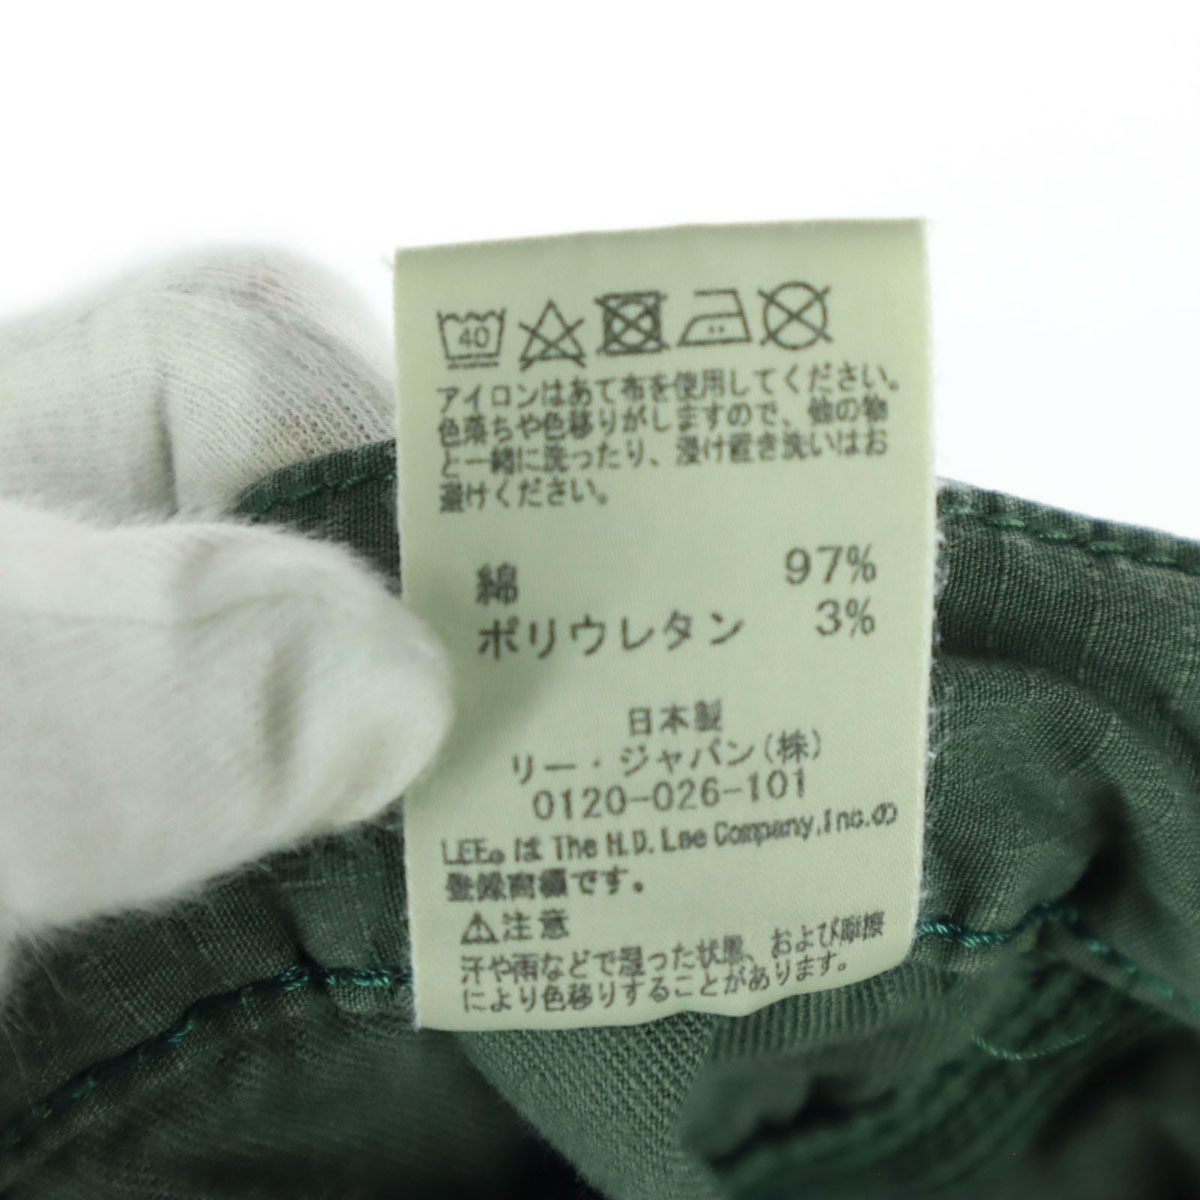 40
アイロンはあて布を使用してください。
色落ちや色移りがしますので、他の物
と一緒に洗ったり、浸け置き洗いはお
避けください。
綿 97%
ポリウレタン 3%
日本製
リー・ジャパン(株)
0120-026-101
LEE®は The H.D. Lee Company, Inc.の
登録商標です。
⚠注意
汗や雨などで湿った状態、および摩擦
により色移りすることがあります。